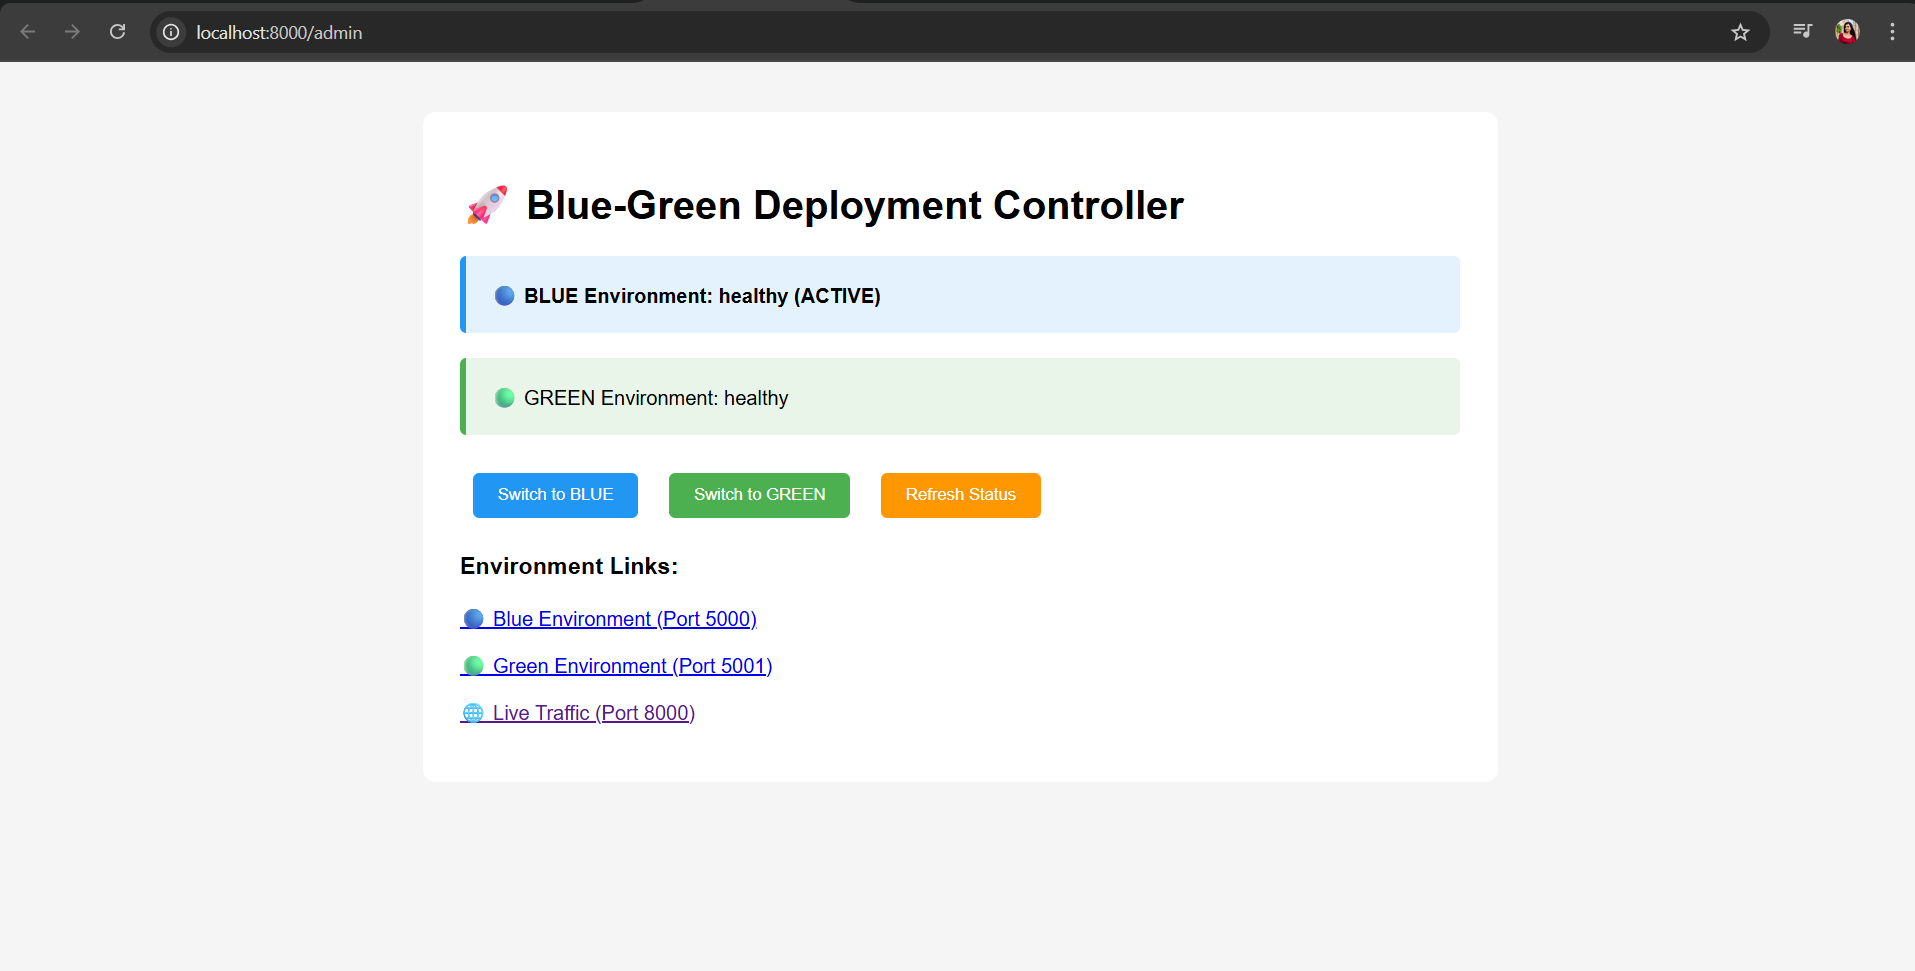 localhost:8000/admin
🚀 Blue-Green Deployment Controller
🔵 BLUE Environment: healthy (ACTIVE)
🟢 GREEN Environment: healthy
Switch to BLUE
Switch to GREEN
Refresh Status
Environment Links:
🔵 Blue Environment (Port 5000)
🟢 Green Environment (Port 5001)
🌐 Live Traffic (Port 8000)